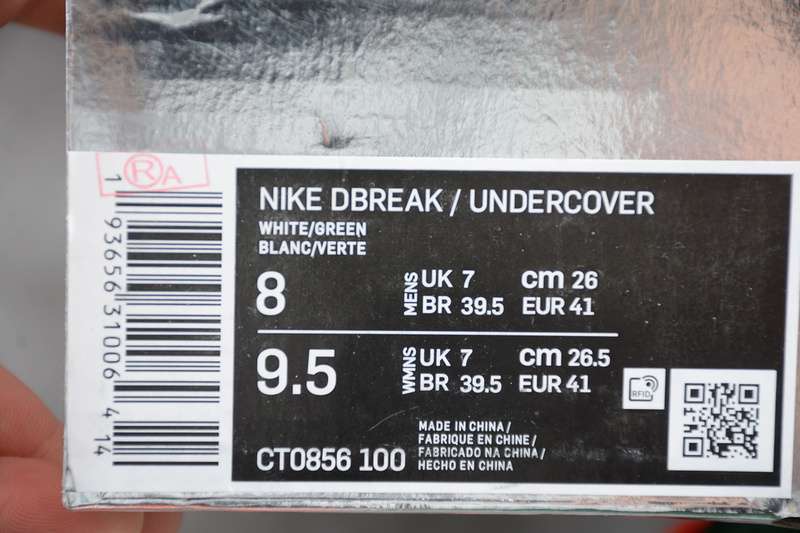 RA
1 93656 31006 4 14
NIKE DBREAK / UNDERCOVER
WHITE/GREEN
BLANC/VERTE
8 MENS UK 7 cm 26
BR 39.5 EUR 41
9.5 WMNS UK 7 cm 26.5
BR 39.5 EUR 41
RFID
CT0856 100
MADE IN CHINA /
FABRIQUE EN CHINE /
FABRICADO NA CHINA /
HECHO EN CHINA